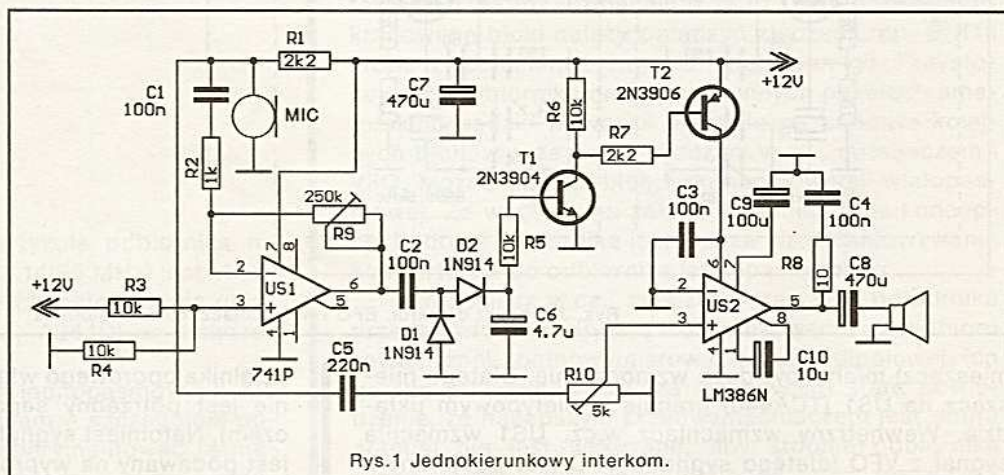 R1
2k2
C1
100n
MIC
R2
1k
C7
470u
+12V
T2
2N3906
R6
10k
R7
2k2
T1
2N3904
250k
R9
7 8
2
3
US1
6
5
1
741P
C2
100n
D2
1N914
R5
10k
D1
1N914
C6
4.7u
+12V
R3
10k
10k
R4
C5
220n
C3
100n
C9
100u
C4
100n
R8
10
C8
470u
6 7
2
3
US2
5
8
R10
5k
C10
10u
LM386N
Rys.1 Jednokierunkowy interkom.